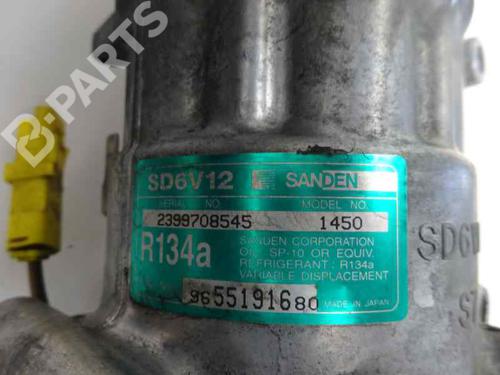 B-PARTS
SD6V12 SANDEN
SERIAL NO. MODEL NO.
2399708545 1450
R134a
SANDEN CORPORATION
OIL SP-10 OR EQUIV.
REFRIGERANT: R134a
VARIABLE DISPLACEMENT
9655191680 MADE IN JAPAN
SD6V